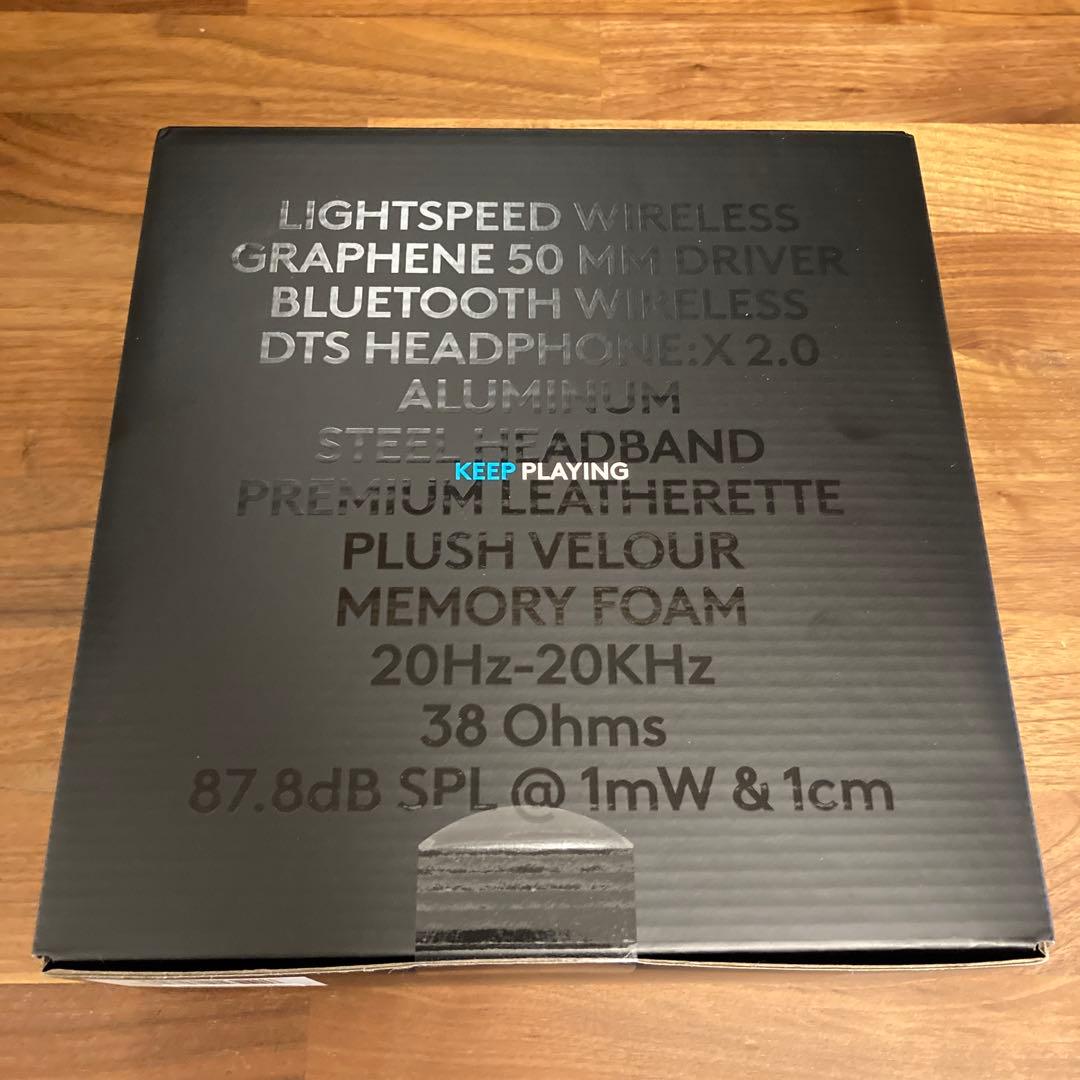 LIGHTSPEED WIRELESS
GRAPHENE 50 MM DRIVER
BLUETOOTH WIRELESS
DTS HEADPHONE:X 2.0
ALUMINUM
STEEL HEADBAND
KEEP PLAYING
PREMIUM LEATHERETTE
PLUSH VELOUR
MEMORY FOAM
20Hz-20KHz
38 Ohms
87.8dB SPL @ 1mW & 1cm